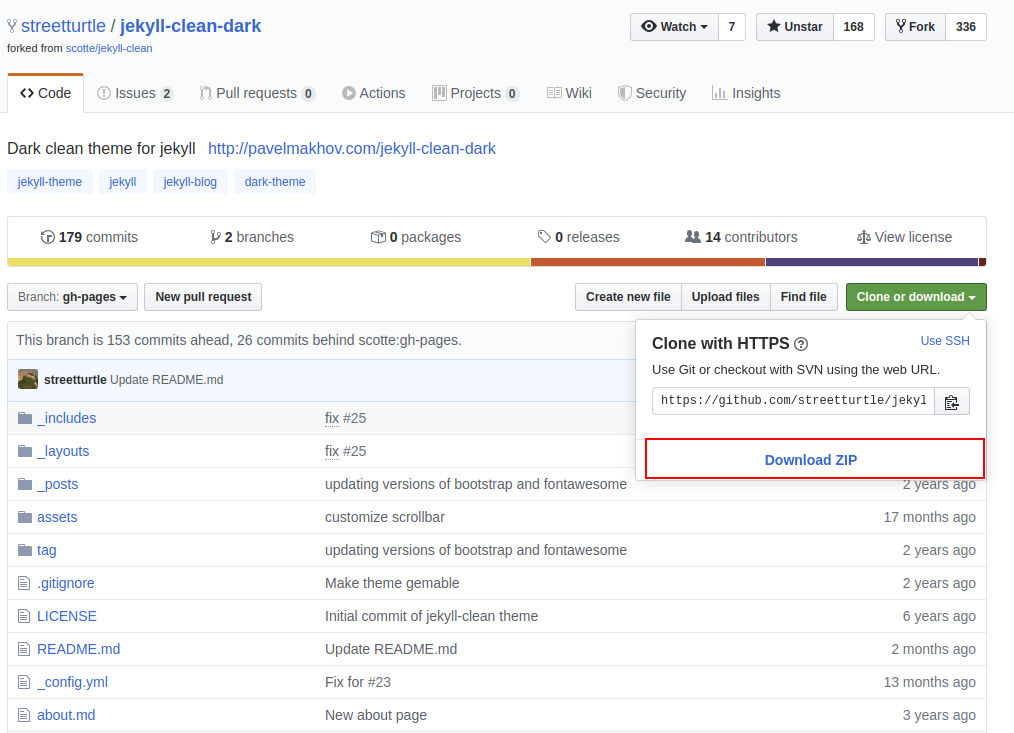 streetturtle / jekyll-clean-dark
Watch 7 Unstar 168 Fork 336
forked from scotte/jekyll-clean
Code Issues 2 Pull requests 0 Actions Projects 0 Wiki Security Insights
Dark clean theme for jekyll http://pavelmakhov.com/jekyll-clean-dark
jekyll-theme jekyll jekyll-blog dark-theme
179 commits 2 branches 0 packages 0 releases 14 contributors View license
Branch: gh-pages New pull request Create new file Upload files Find file Clone or download
This branch is 153 commits ahead, 26 commits behind scotte:gh-pages.
Clone with HTTPS Use SSH
Use Git or checkout with SVN using the web URL.
https://github.com/streetturtle/jekyl
Download ZIP
streetturtle Update README.md
_includes fix #25
_layouts fix #25
_posts updating versions of bootstrap and fontawesome 2 years ago
assets customize scrollbar 17 months ago
tag updating versions of bootstrap and fontawesome 2 years ago
.gitignore Make theme gemable 2 years ago
LICENSE Initial commit of jekyll-clean theme 6 years ago
README.md Update README.md 2 months ago
_config.yml Fix for #23 13 months ago
about.md New about page 3 years ago